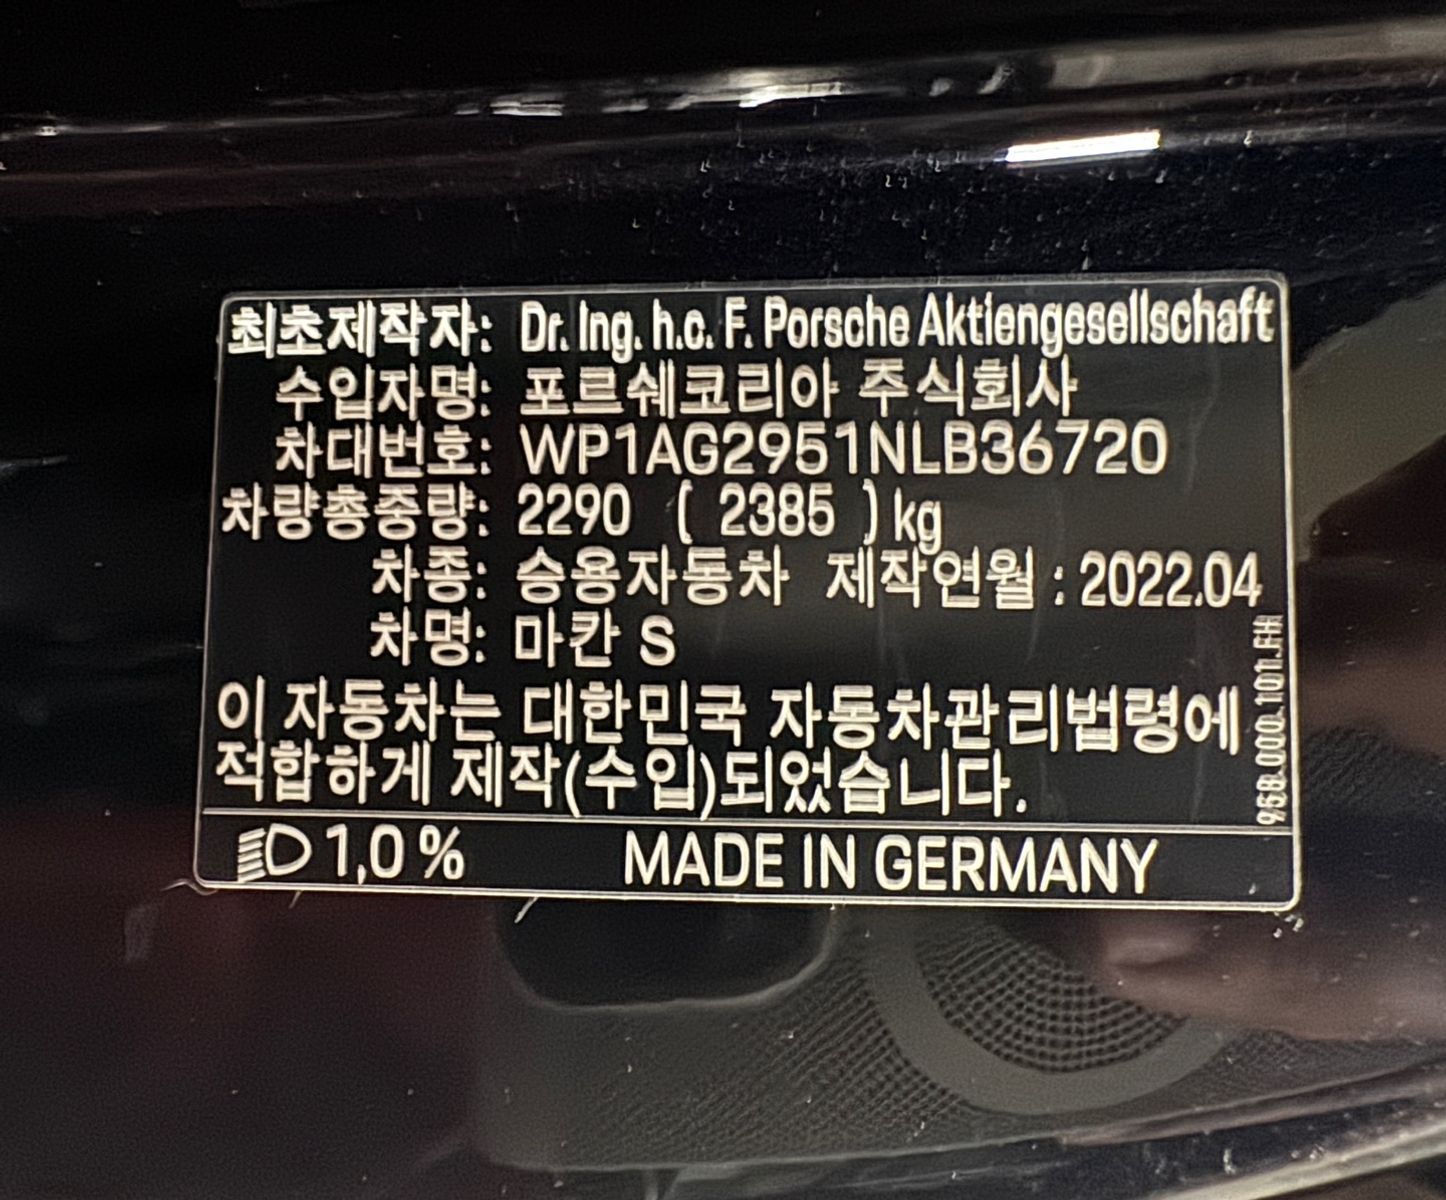 최초제작자: Dr. Ing. h.c. F. Porsche Aktiengesellschaft
수입자명: 포르쉐코리아 주식회사
차대번호: WP1AG2951NLB36720
차량총중량: 2290 ( 2385 ) kg
차종: 승용자동차 제작연월 : 2022.04
차명: 마칸 S
이 자동차는 대한민국 자동차관리법령에
적합하게 제작(수입)되었습니다.
1,0 % MADE IN GERMANY